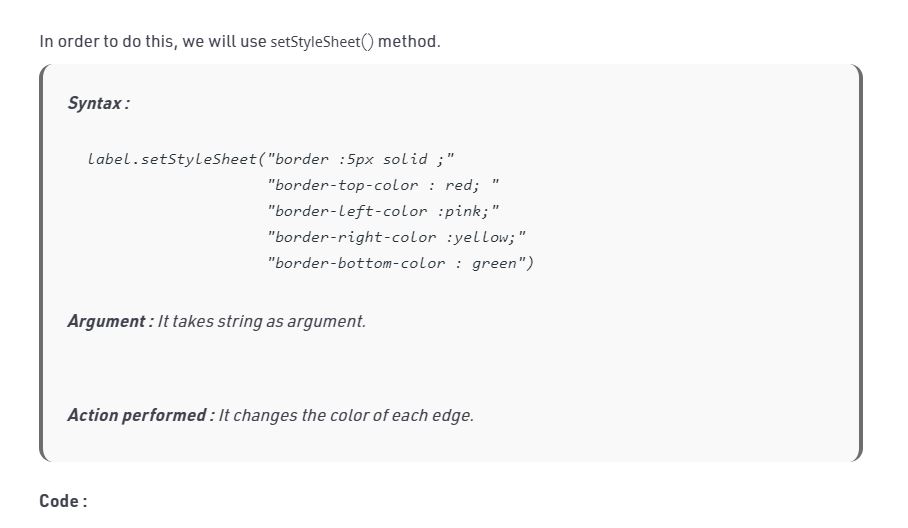 In order to do this, we will use setStyleSheet() method.
Syntax :
label.setStyleSheet("border :5px solid ;"
"border-top-color : red; "
"border-left-color :pink;"
"border-right-color :yellow;"
"border-bottom-color : green")
Argument : It takes string as argument.
Action performed : It changes the color of each edge.
Code :